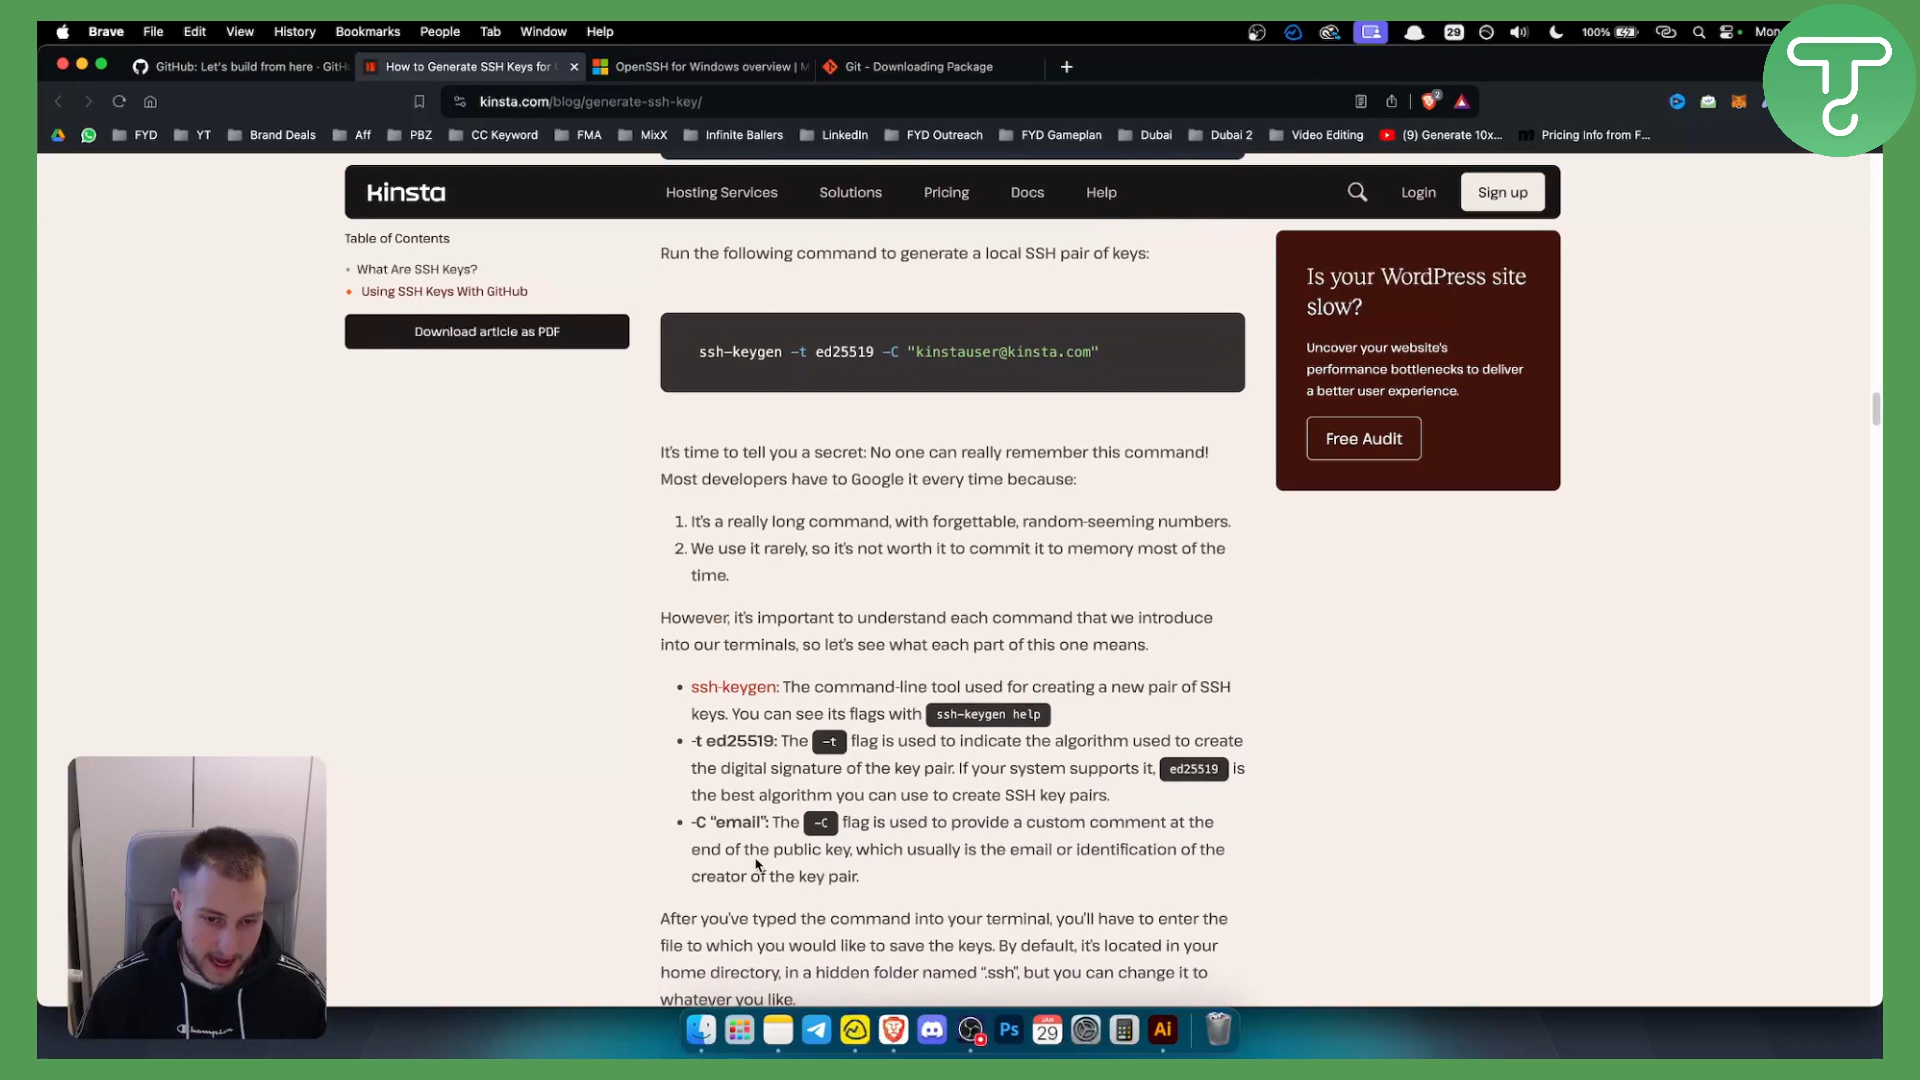 Brave File Edit View History Bookmarks People Tab Window Help 29 100% Mon
GitHub: Let's build from here · GitH
How to Generate SSH Keys for
OpenSSH for Windows overview | M
Git - Downloading Package
kinsta.com/blog/generate-ssh-key/
2
FYD YT Brand Deals Aff PBZ CC Keyword FMA MixX Infinite Ballers LinkedIn FYD Outreach FYD Gameplan Dubai Dubai 2 Video Editing (9) Generate 10x... Pricing Info from F...
Kinsta Hosting Services Solutions Pricing Docs Help Login Sign up
Table of Contents
• What Are SSH Keys?
Using SSH Keys With GitHub
Download article as PDF
Run the following command to generate a local SSH pair of keys:
ssh-keygen -t ed25519 -C "kinstauser@kinsta.com"
It's time to tell you a secret: No one can really remember this command!
Most developers have to Google it every time because:
1. It's a really long command, with forgettable, random-seeming numbers.
2. We use it rarely, so it's not worth it to commit it to memory most of the
time.
However, it's important to understand each command that we introduce
into our terminals, so let's see what each part of this one means.
• ssh-keygen: The command-line tool used for creating a new pair of SSH
keys. You can see its flags with ssh-keygen help
• -t ed25519: The -t flag is used to indicate the algorithm used to create
the digital signature of the key pair. If your system supports it, ed25519 is
the best algorithm you can use to create SSH key pairs.
• -C “email”: The -C flag is used to provide a custom comment at the
end of the public key, which usually is the email or identification of the
creator of the key pair.
After you've typed the command into your terminal, you'll have to enter the
file to which you would like to save the keys. By default, it's located in your
home directory, in a hidden folder named “.ssh”, but you can change it to
whatever you like.
Is your WordPress site
slow?
Uncover your website's
performance bottlenecks to deliver
a better user experience.
Free Audit
Champion
Ps
JAN
29
Ai